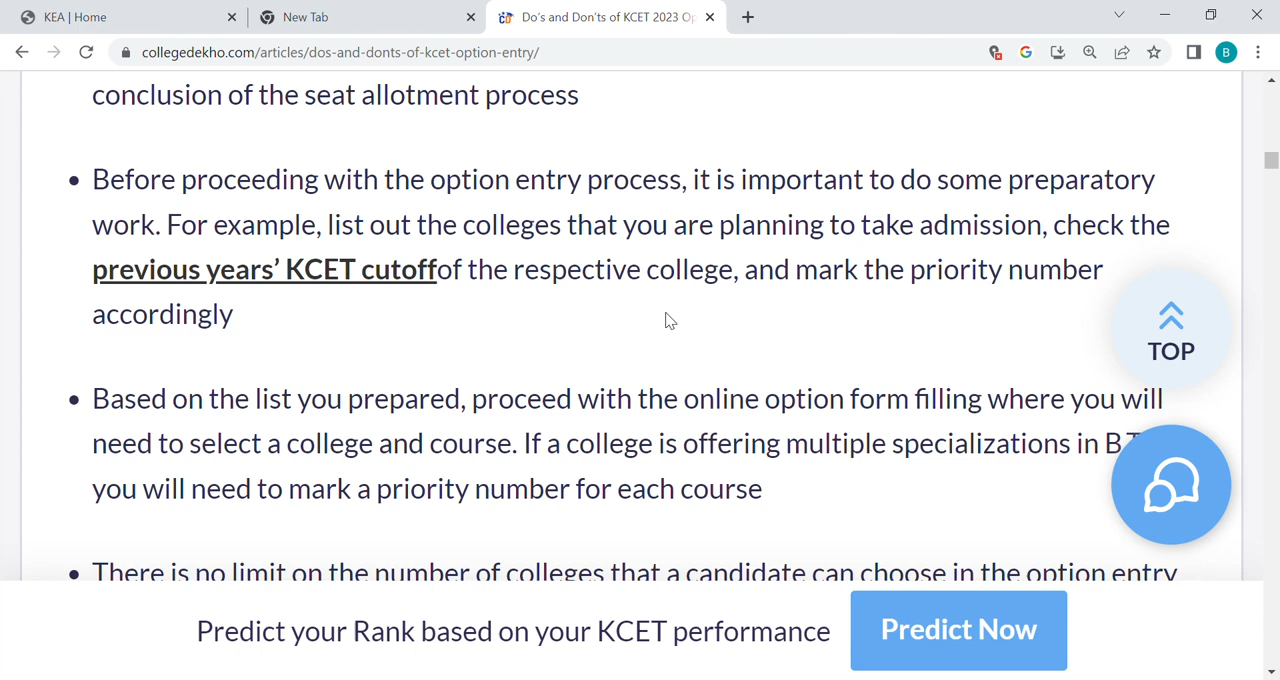 KEA | Home
New Tab
Do's and Don'ts of KCET 2023 Op
collegedekho.com/articles/dos-and-donts-of-kcet-option-entry/
B
conclusion of the seat allotment process
Before proceeding with the option entry process, it is important to do some preparatory
work. For example, list out the colleges that you are planning to take admission, check the
previous years’ KCET cutoffof the respective college, and mark the priority number
accordingly
TOP
Based on the list you prepared, proceed with the online option form filling where you will
need to select a college and course. If a college is offering multiple specializations in B.T
you will need to mark a priority number for each course
There is no limit on the number of colleges that a candidate can choose in the option entry
Predict your Rank based on your KCET performance
Predict Now